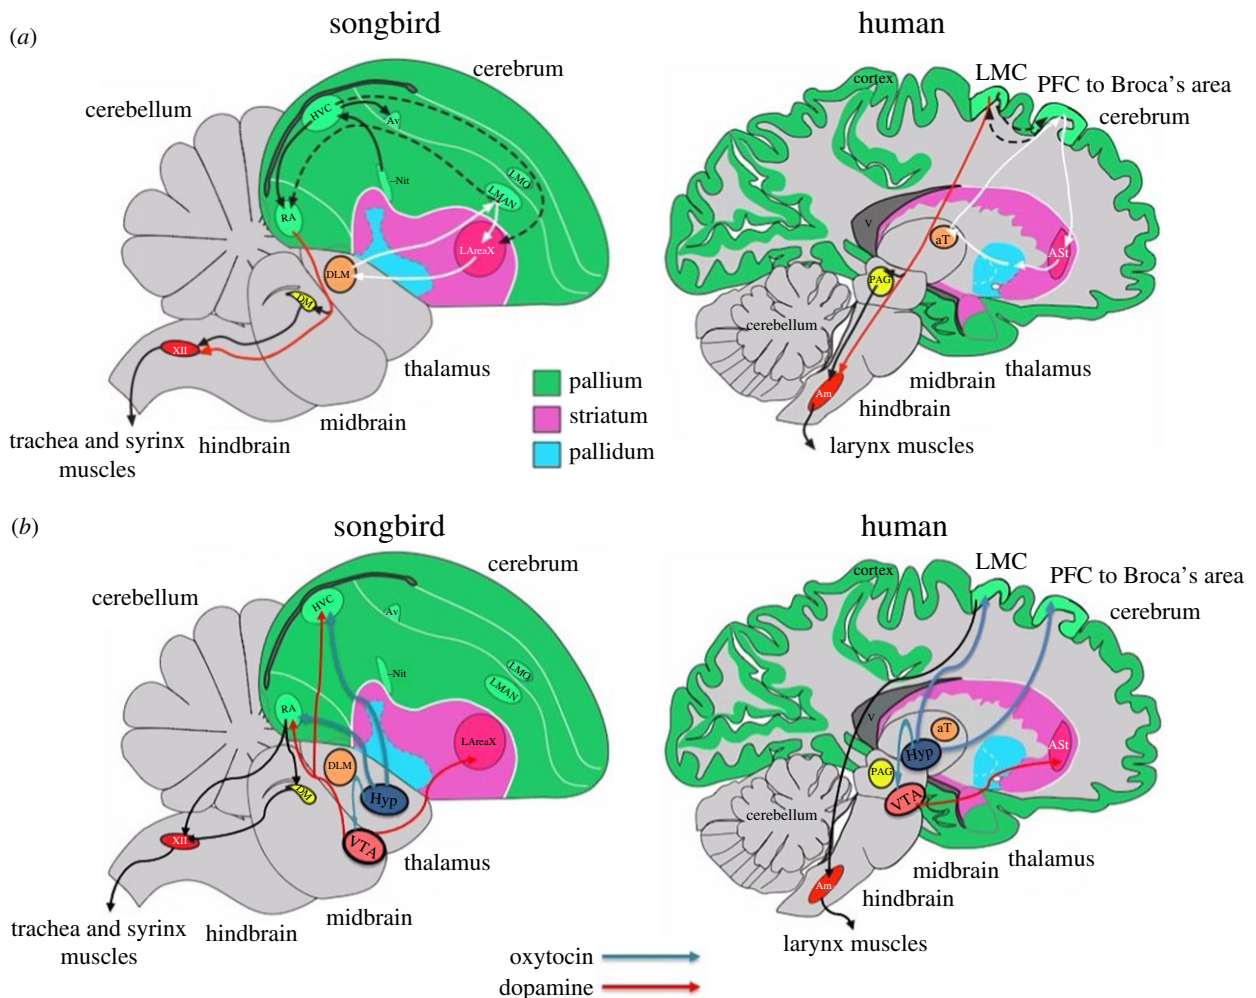 (a)
songbird
human
cerebrum
cerebellum
HVC
Av
Nit
LMO
LMAN
RA
LAreaX
DLM
DM
XII
thalamus
midbrain
hindbrain
trachea and syrinx
muscles
pallium
striatum
pallidum
cortex
LMC
PFC to Broca's area
cerebrum
V
aT
ASt
PAG
cerebellum
Am
thalamus
midbrain
hindbrain
larynx muscles
(b)
songbird
human
cerebrum
cerebellum
HVC
Av
Nit
LMO
LMAN
RA
LAreaX
DLM
Hyp
DM
VTA
XII
thalamus
midbrain
hindbrain
trachea and syrinx
muscles
cortex
LMC
PFC to Broca's area
cerebrum
V
aT
Hyp
ASt
PAG
VTA
cerebellum
Am
thalamus
midbrain
hindbrain
larynx muscles
oxytocin
dopamine